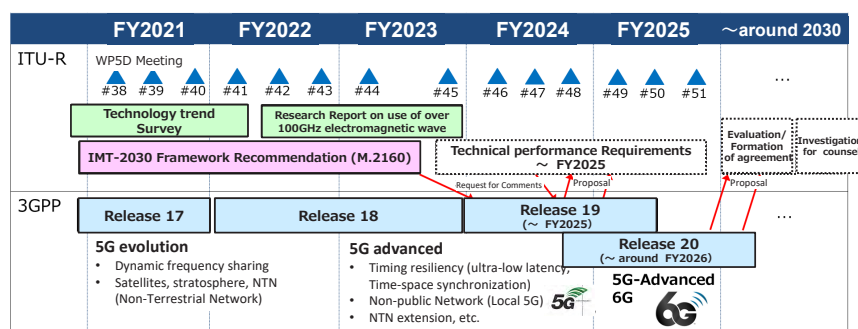 FY2021 FY2022 FY2023 FY2024 FY2025 ～around 2030
ITU-R
WP5D Meeting
#38 #39 #40 #41 #42 #43 #44 #45 #46 #47 #48 #49 #50 #51 …
Technology trend
Survey
Research Report on use of over
100GHz electromagnetic wave
IMT-2030 Framework Recommendation (M.2160)
Technical performance Requirements
～ FY2025
Evaluation/
Formation
of agreement
Investigation
for counse
Request for Comments
Proposal
Proposal
3GPP
Release 17
Release 18
Release 19
(～ FY2025)
…
Release 20
(～ around FY2026)
5G evolution
• Dynamic frequency sharing
• Satellites, stratosphere, NTN
(Non-Terrestrial Network)
5G advanced
• Timing resiliency (ultra-low latency,
Time-space synchronization)
• Non-public Network (Local 5G)
• NTN extension, etc.
5G+
5G-Advanced
6G
6G